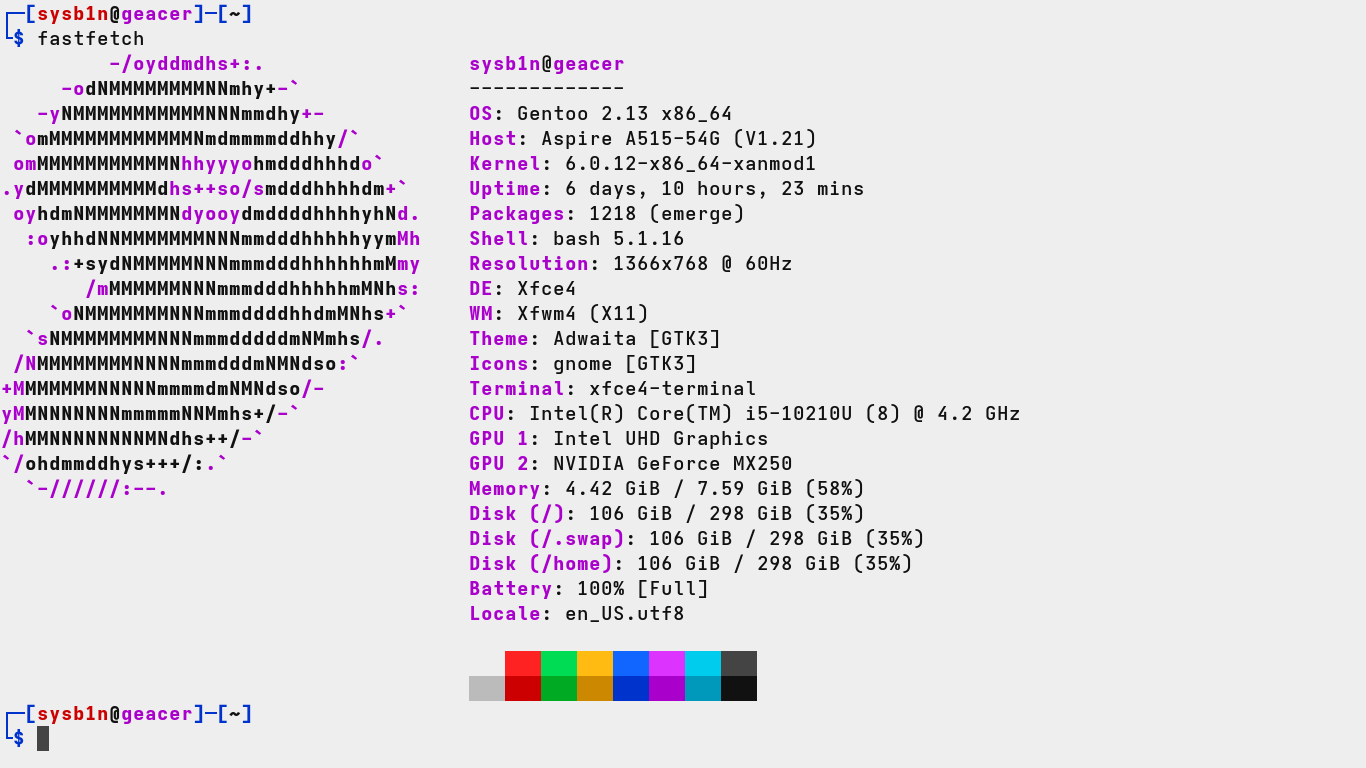 ┌─[sysb1n@geacer]─[~]
└$ fastfetch
         -/oyddmdhs+:.                 sysb1n@geacer
     -odNMMMMMMMMNNmhy+-`              -------------
   -yNMMMMMMMMMMMNNNmmdhy+-            OS: Gentoo 2.13 x86_64
 `omMMMMMMMMMMMMNmdmmmmddhhy/`         Host: Aspire A515-54G (V1.21)
 omMMMMMMMMMMMNhhyyyohmdddhhhdo`       Kernel: 6.0.12-x86_64-xanmod1
.ydMMMMMMMMMMdhs++so/smdddhhhhdm+`     Uptime: 6 days, 10 hours, 23 mins
 oyhdmNMMMMMMMNdyooydmddddhhhhyhNd.    Packages: 1218 (emerge)
  :oyhhdNNMMMMMMMNNNmmdddhhhhhyymMh    Shell: bash 5.1.16
    .:+sydNMMMMMNNNmmmdddhhhhhhmMmy    Resolution: 1366x768 @ 60Hz
       /mMMMMMMNNNmmmdddhhhhhmMNhs:    DE: Xfce4
    `oNMMMMMMMNNNmmmddddhhdmMNhs+`     WM: Xfwm4 (X11)
  `sNMMMMMMMMNNNmmmdddddmNMmhs/.       Theme: Adwaita [GTK3]
 /NMMMMMMMMNNNNmmmdddmNMNdso:`         Icons: gnome [GTK3]
+MMMMMMMNNNNNmmmmdmNMNdso/-            Terminal: xfce4-terminal
yMMNNNNNNNmmmmmNNMmhs+/-`              CPU: Intel(R) Core(TM) i5-10210U (8) @ 4.2 GHz
/hMMNNNNNNNNMNdhs++/-`                 GPU 1: Intel UHD Graphics
`/ohdmmddhys+++/:.`                    GPU 2: NVIDIA GeForce MX250
  `-//////:--.                         Memory: 4.42 GiB / 7.59 GiB (58%)
                                       Disk (/): 106 GiB / 298 GiB (35%)
                                       Disk (/.swap): 106 GiB / 298 GiB (35%)
                                       Disk (/home): 106 GiB / 298 GiB (35%)
                                       Battery: 100% [Full]
                                       Locale: en_US.utf8
┌─[sysb1n@geacer]─[~]
└$